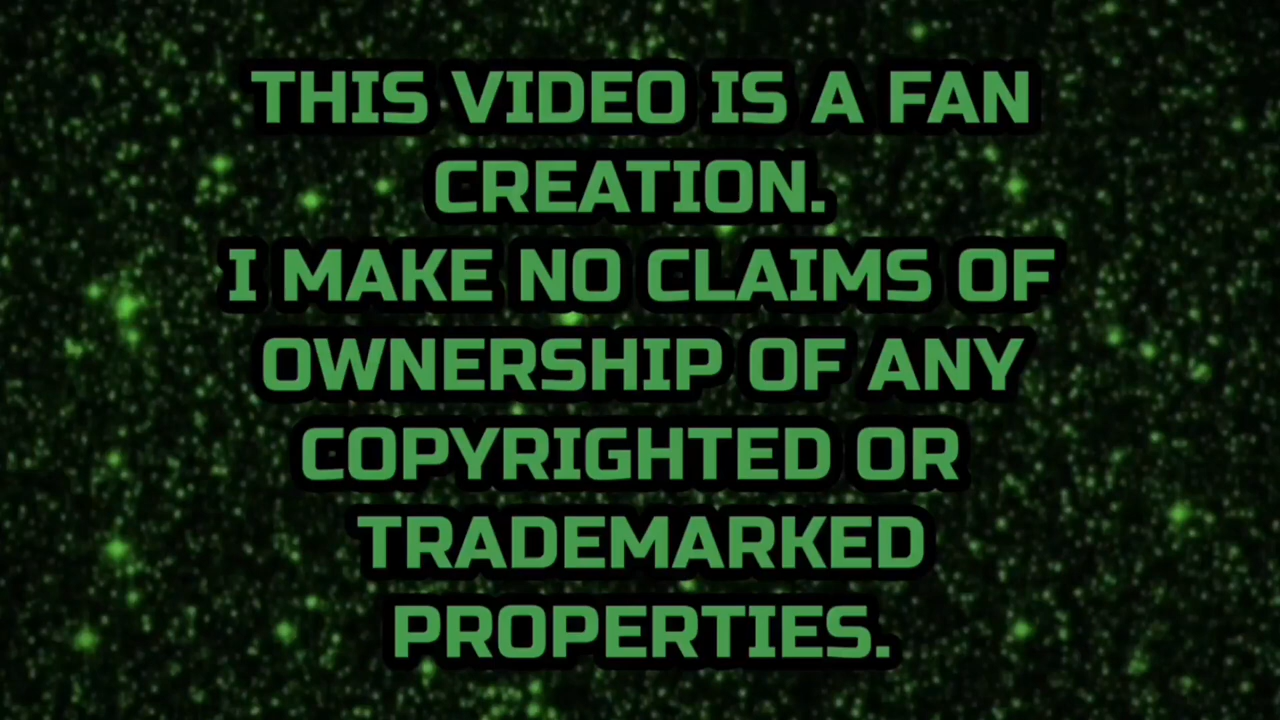 THIS VIDEO IS A FAN
CREATION.
I MAKE NO CLAIMS OF
OWNERSHIP OF ANY
COPYRIGHTED OR
TRADEMARKED
PROPERTIES.